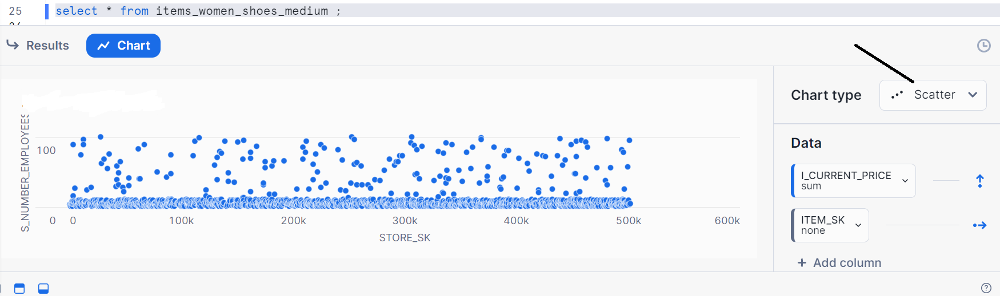 25 select * from items_women_shoes_medium ;
Results Chart
Chart type Scatter
S_NUMBER_EMPLOYEES
100
0 0 100k 200k 300k 400k 500k 600k
STORE_SK
Data
I_CURRENT_PRICE
sum
ITEM_SK
none
+ Add column